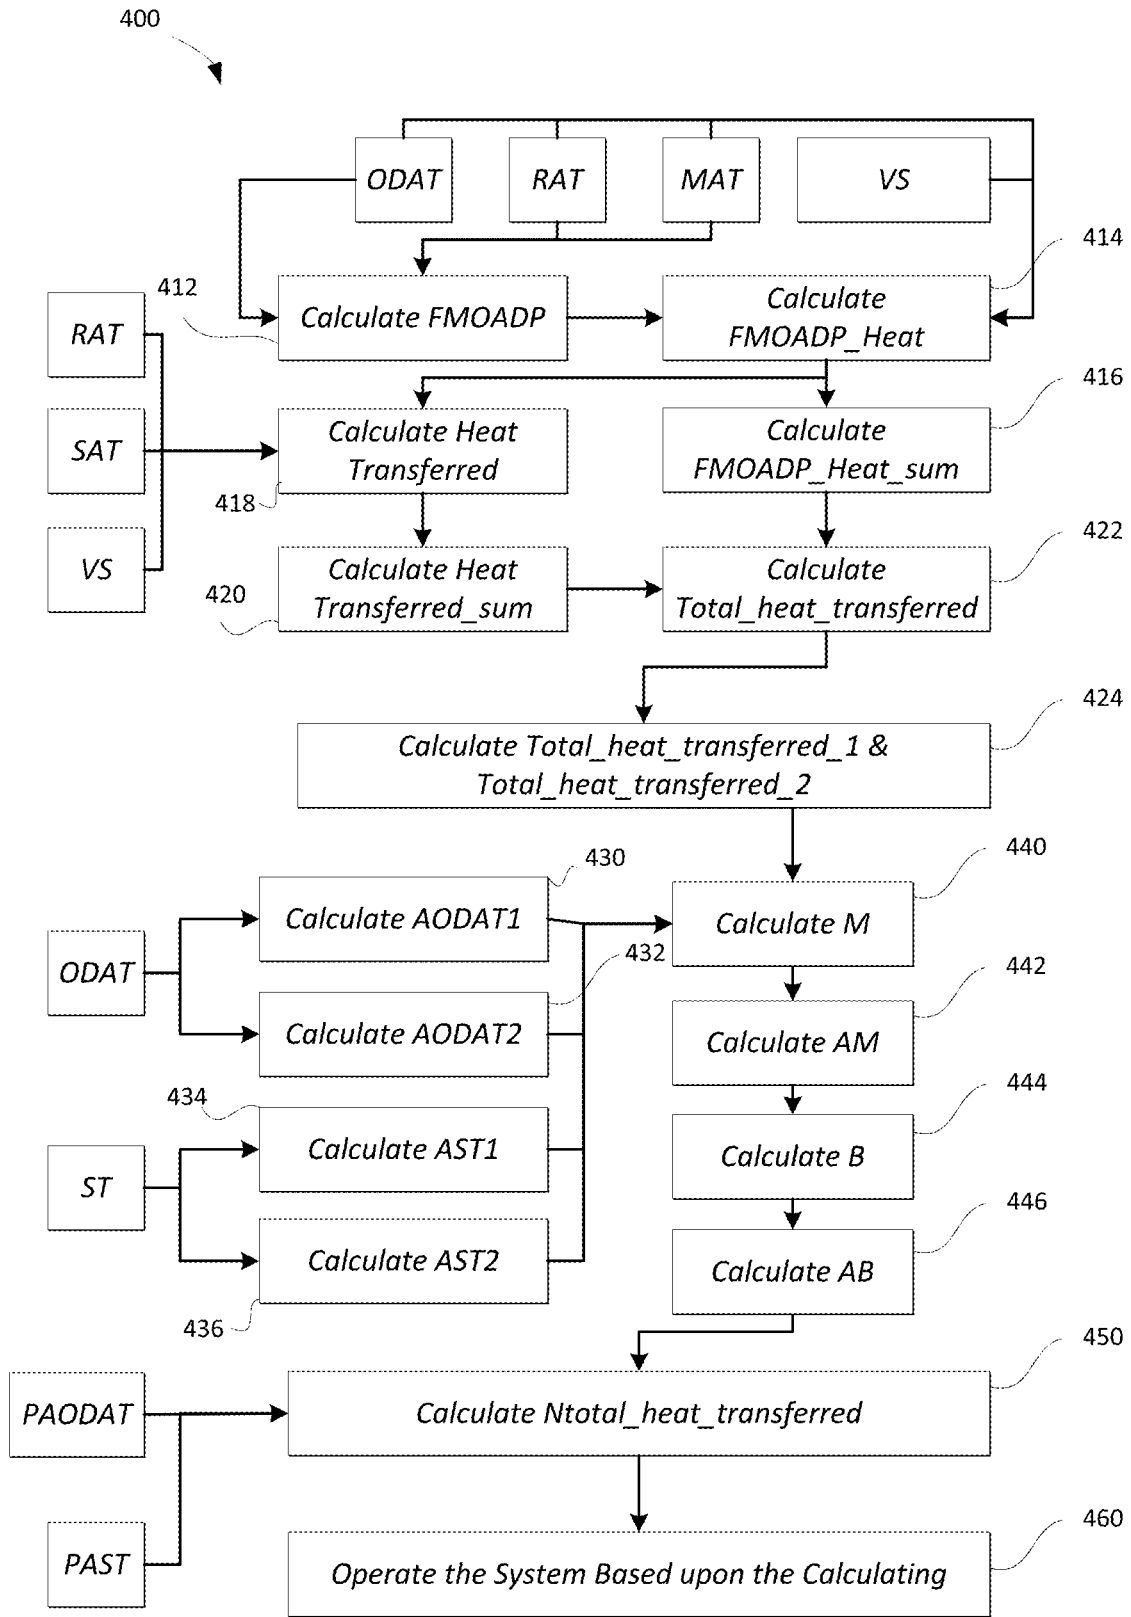 400
ODAT
RAT
MAT
VS
414
412
Calculate FMOADP
Calculate
FMOADP_Heat
RAT
416
SAT
Calculate Heat
Transferred
418
Calculate
FMOADP_Heat_sum
422
VS
420
Calculate Heat
Transferred_sum
Calculate
Total_heat_transferred
424
Calculate Total_heat_transferred_1 &
Total_heat_transferred_2
430
440
Calculate AODAT1
Calculate M
ODAT
432
442
Calculate AODAT2
Calculate AM
434
444
Calculate AST1
Calculate B
ST
446
Calculate AST2
Calculate AB
436
450
PAODAT
Calculate Ntotal_heat_transferred
460
PAST
Operate the System Based upon the Calculating